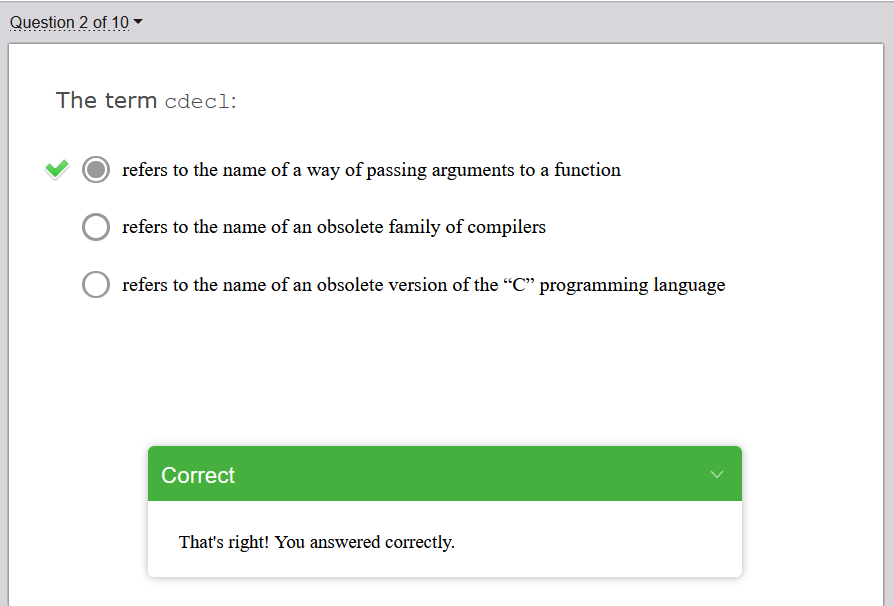 Question 2 of 10
The term cdecl:
refers to the name of a way of passing arguments to a function
refers to the name of an obsolete family of compilers
refers to the name of an obsolete version of the “C” programming language
Correct
That's right! You answered correctly.